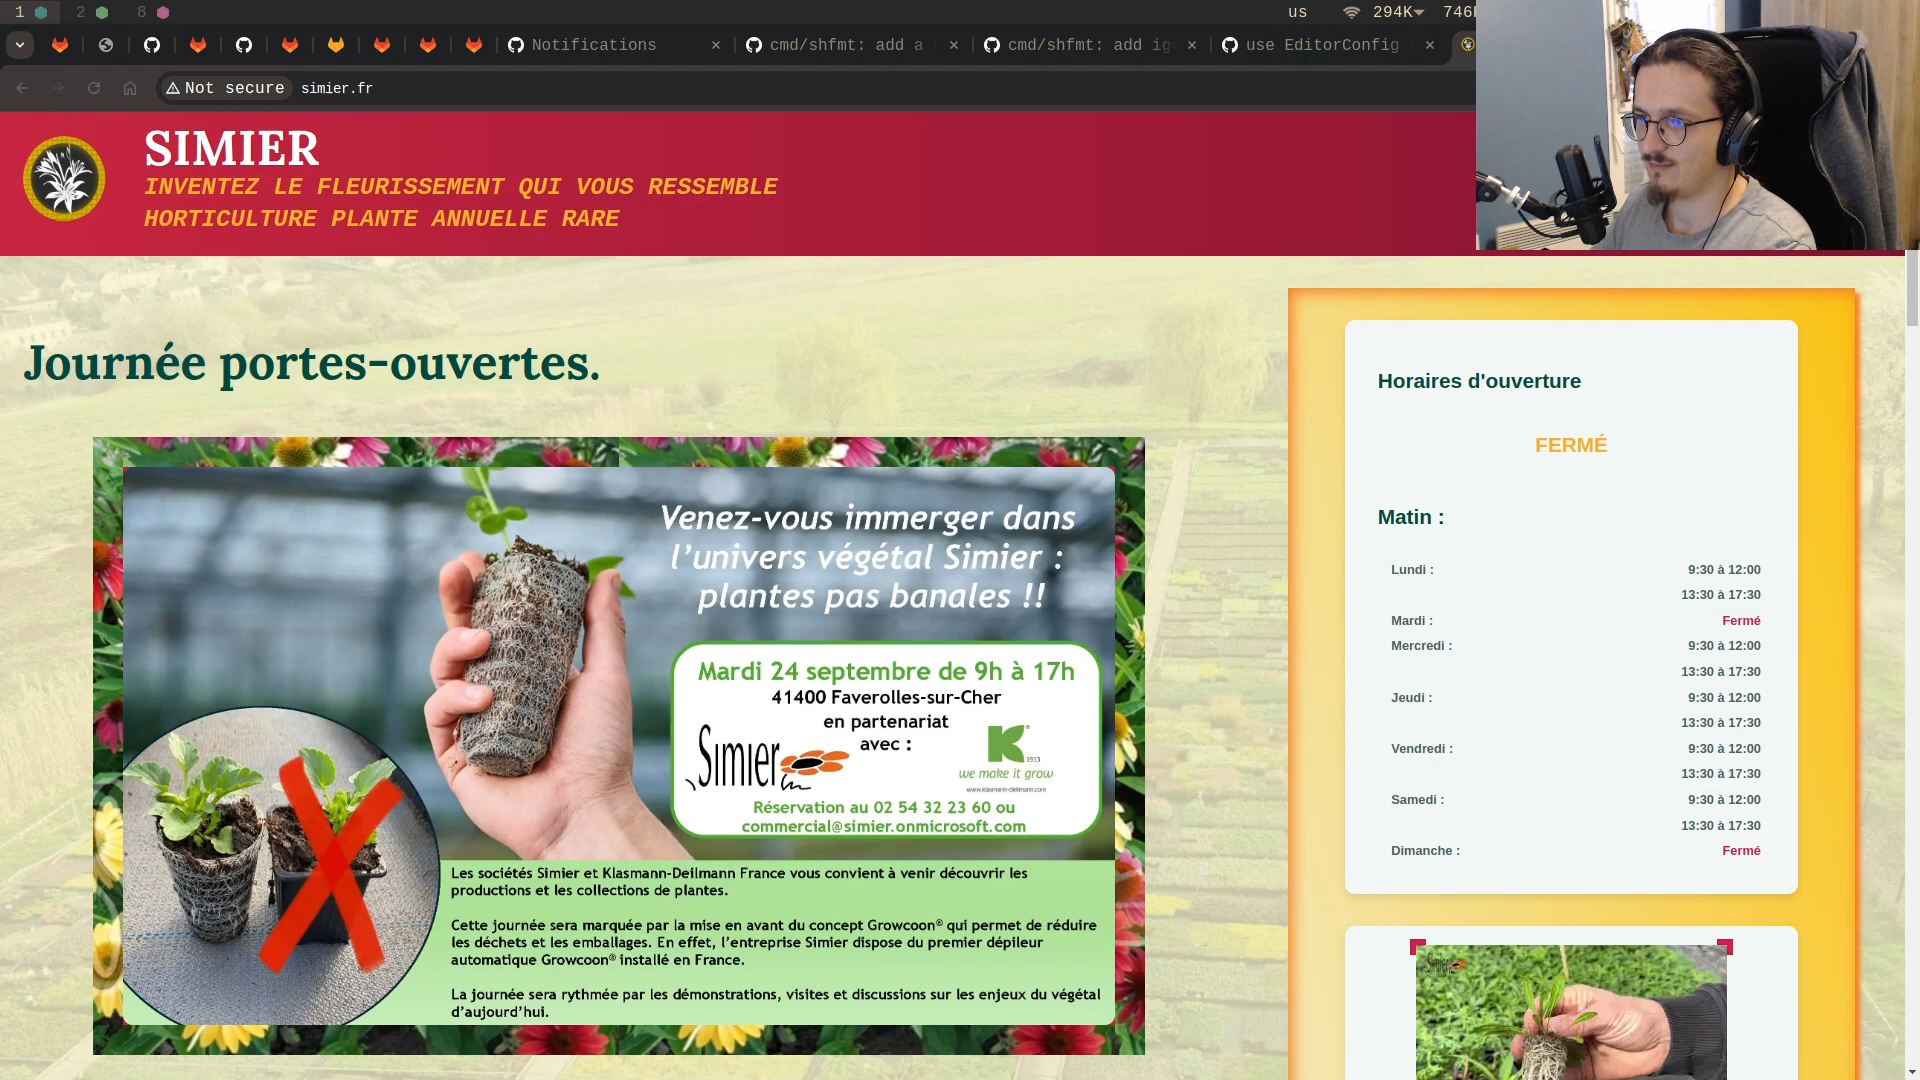 1 2 8 us 294K 746K
Notifications cmd/shfmt: add a cmd/shfmt: add ig use EditorConfig
Not secure simier.fr
SIMIER
INVENTEZ LE FLEURISSEMENT QUI VOUS RESSEMBLE
HORTICULTURE PLANTE ANNUELLE RARE
Journée portes-ouvertes.
Venez-vous immerger dans
l’univers végétal Simier :
plantes pas banales !!
Mardi 24 septembre de 9h à 17h
41400 Faverolles-sur-Cher
en partenariat
avec :
Simier
K
1913
we make it grow
www.klasmann-deilmann.com
Réservation au 02 54 32 23 60 ou
commercial@simier.onmicrosoft.com
Les sociétés Simier et Klasmann-Deilmann France vous convient à venir découvrir les
productions et les collections de plantes.
Cette journée sera marquée par la mise en avant du concept Growcoon® qui permet de réduire
les déchets et les emballages. En effet, l’entreprise Simier dispose du premier dépileur
automatique Growcoon® installé en France.
La journée sera rythmée par les démonstrations, visites et discussions sur les enjeux du végétal
d’aujourd’hui.
Horaires d'ouverture
FERMÉ
Matin :
Lundi : 9:30 à 12:00
13:30 à 17:30
Mardi : Fermé
Mercredi : 9:30 à 12:00
13:30 à 17:30
Jeudi : 9:30 à 12:00
13:30 à 17:30
Vendredi : 9:30 à 12:00
13:30 à 17:30
Samedi : 9:30 à 12:00
13:30 à 17:30
Dimanche : Fermé
Simier